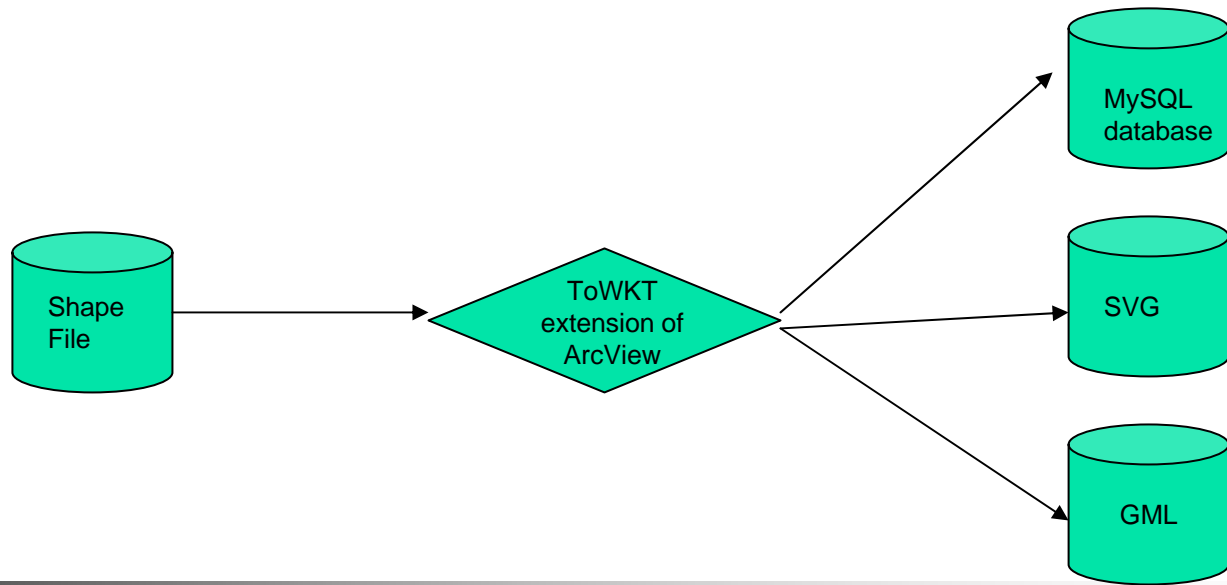 Shape
File
ToWKT
extension of
ArcView
MySQL
database
SVG
GML